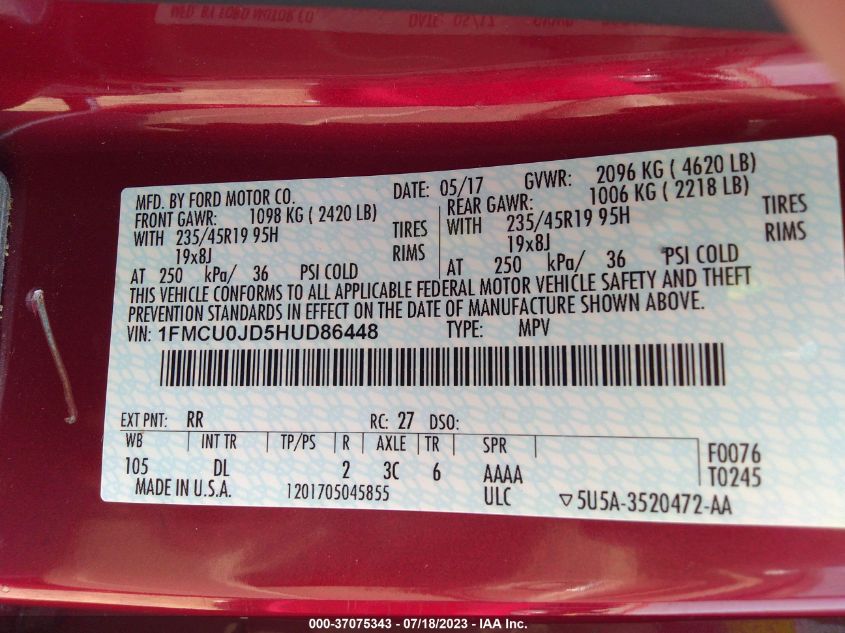 MFD. BY FORD MOTOR CO. DATE: 05/17 GVWR: 2096 KG ( 4620 LB)
FRONT GAWR: 1098 KG ( 2420 LB) REAR GAWR: 1006 KG ( 2218 LB)
WITH 235/45R19 95H TIRES WITH 235/45R19 95H TIRES
19x8J RIMS 19x8J RIMS
AT 250 kPa/ 36 PSI COLD AT 250 kPa/ 36 PSI COLD
THIS VEHICLE CONFORMS TO ALL APPLICABLE FEDERAL MOTOR VEHICLE SAFETY AND THEFT
PREVENTION STANDARDS IN EFFECT ON THE DATE OF MANUFACTURE SHOWN ABOVE.
VIN: 1FMCU0JD5HUD86448 TYPE: MPV
EXT PNT: RR RC: 27 DSO:
WB INT TR TP/PS R AXLE TR SPR F0076
105 DL 2 3C 6 AAAA T0245
MADE IN U.S.A. 1201705045855 ULC ▽5U5A-3520472-AA
000-37075343 - 07/18/2023 - IAA Inc.